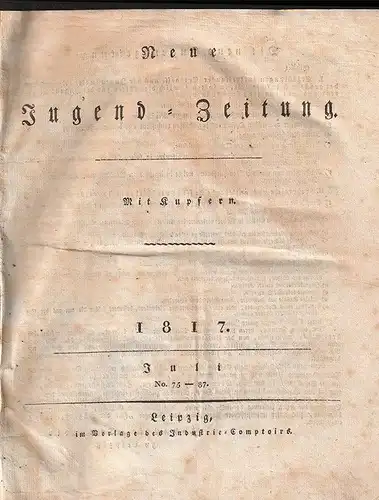 Neue
Jugend-Zeitung.
Mit Kupfern.
1817.
Juli
No. 75 — 87.
Leipzig,
im Verlage des Industrie-Comptoirs.